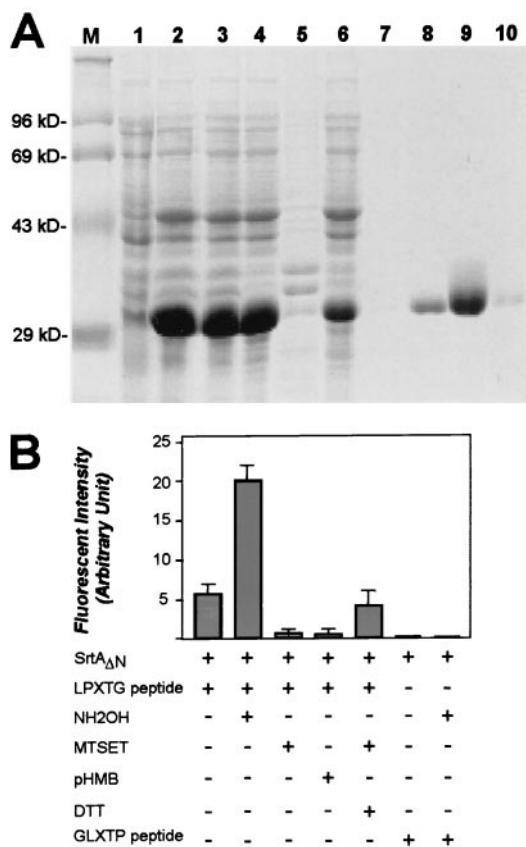 A
M 1 2 3 4 5 6 7 8 9 10
96 kD-
69 kD-
43 kD-
29 kD-
B
Fluorescent Intensity
(Arbitrary Unit)
25
20
15
10
5
SrtAΔN + + + + + + +
LPXTG peptide + + + + + - -
NH2OH - + - - - - +
MTSET - - + - + - -
pHMB - - - + - - -
DTT - - - - + - -
GLXTP peptide - - - - - + +